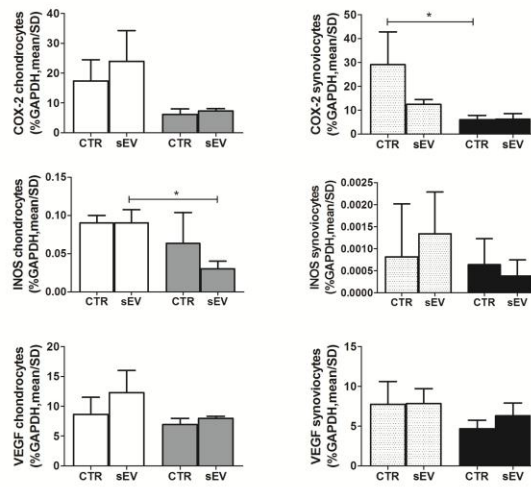 COX-2 chondrocytes
(%GAPDH,mean/SD)
40
30
20
10
0
CTR sEV CTR sEV
COX-2 synoviocytes
(%GAPDH,mean/SD)
50
40
30
20
10
0
*
CTR sEV CTR sEV
INOS chondrocytes
(%GAPDH,mean/SD)
0.15
0.10
0.05
0.00
*
CTR sEV CTR sEV
INOS synoviocytes
(%GAPDH,mean/SD)
0.0025
0.0020
0.0015
0.0010
0.0005
0.0000
CTR sEV CTR sEV
VEGF chondrocytes
(%GAPDH,mean/SD)
20
15
10
5
0
CTR sEV CTR sEV
VEGF synoviocytes
(%GAPDH,mean/SD)
15
10
5
0
CTR sEV CTR sEV